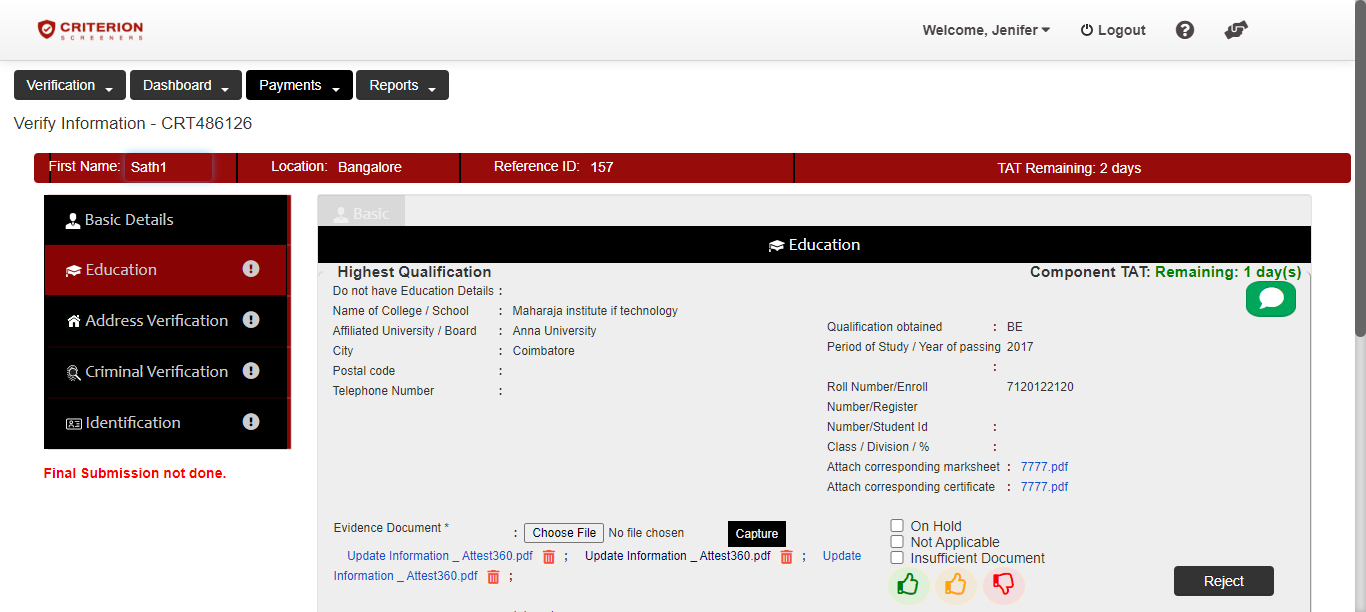 CRITERION
SCREENERS
Welcome, Jenifer
Logout
Verification
Dashboard
Payments
Reports
Verify Information - CRT486126
First Name: Sath1
Location: Bangalore
Reference ID: 157
TAT Remaining: 2 days
Basic Details
Education
Address Verification
Criminal Verification
Identification
Final Submission not done.
Basic
Education
Highest Qualification
Component TAT: Remaining: 1 day(s)
Do not have Education Details :
Name of College / School : Maharaja institute if technology
Affiliated University / Board : Anna University
City : Coimbatore
Postal code :
Telephone Number :
Qualification obtained : BE
Period of Study / Year of passing 2017
:
Roll Number/Enroll 7120122120
Number/Register
Number/Student Id :
Class / Division / % :
Attach corresponding marksheet : 7777.pdf
Attach corresponding certificate : 7777.pdf
Evidence Document * : Choose File No file chosen Capture
Update Information _ Attest360.pdf ; Update Information _ Attest360.pdf ; Update
Information _ Attest360.pdf ;
On Hold
Not Applicable
Insufficient Document
Reject